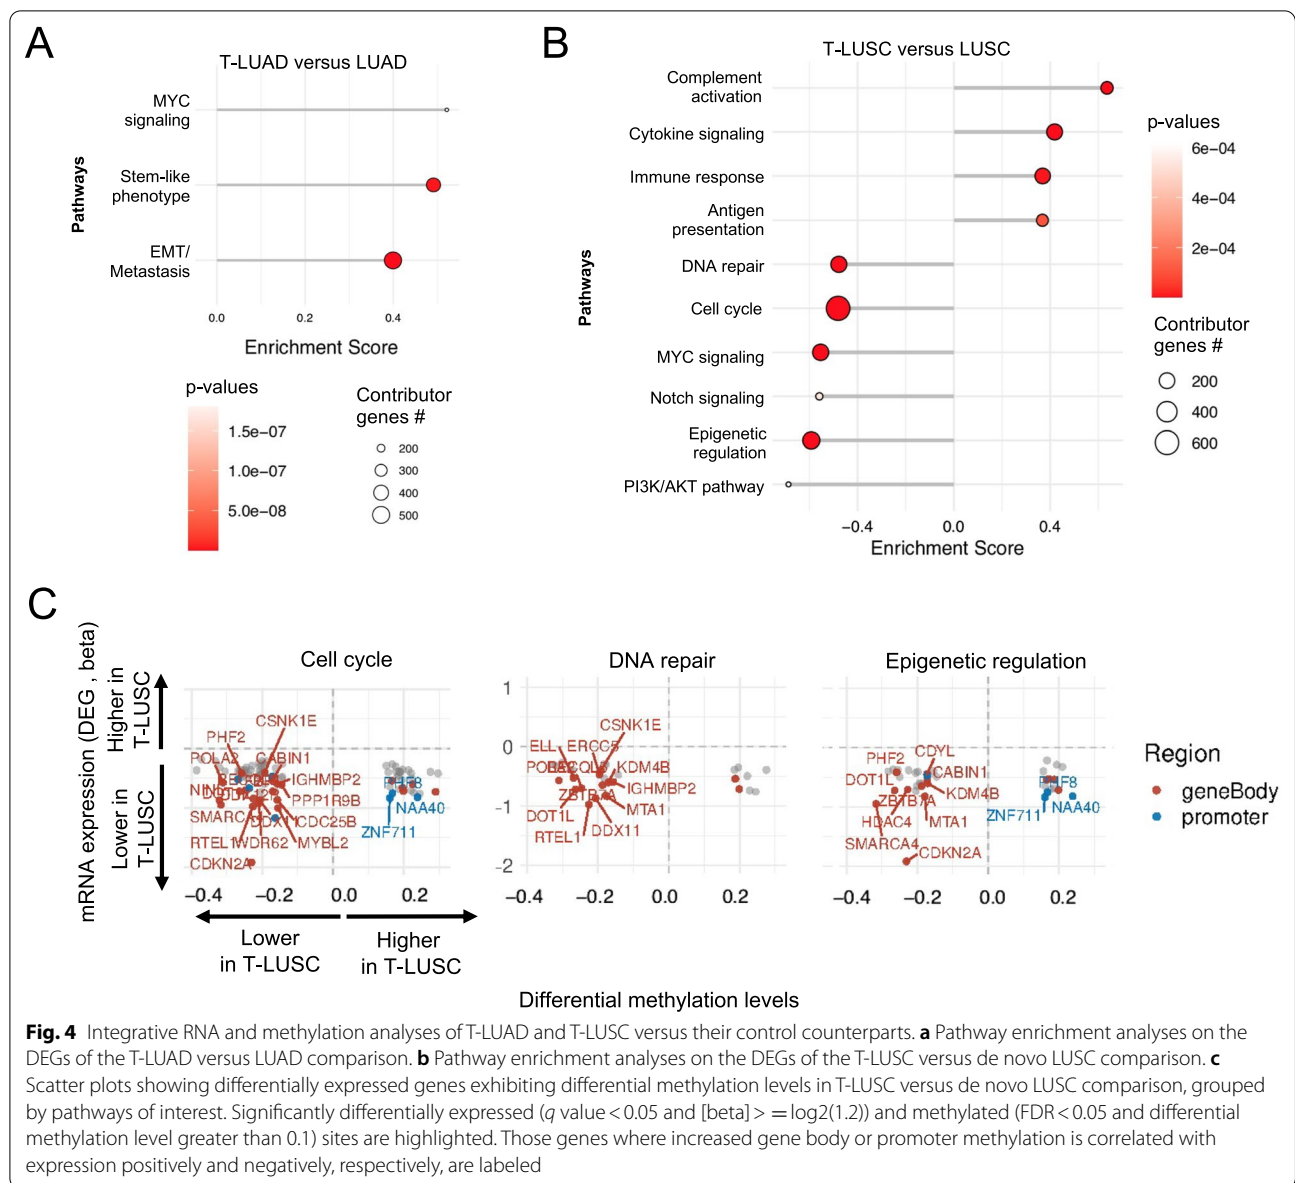 A
T-LUAD versus LUAD
Pathways
MYC
signaling
Stem-like
phenotype
EMT/
Metastasis
0.0 0.2 0.4
Enrichment Score
p-values
1.5e-07
1.0e-07
5.0e-08
Contributor
genes #
200
300
400
500
B
T-LUSC versus LUSC
Pathways
Complement
activation
Cytokine signaling
Immune response
Antigen
presentation
DNA repair
Cell cycle
MYC signaling
Notch signaling
Epigenetic
regulation
PI3K/AKT pathway
−0.4 0.0 0.4
Enrichment Score
p-values
6e−04
4e−04
2e−04
Contributor
genes #
200
400
600
C
mRNA expression (DEG , beta)
Higher in
T-LUSC
Lower in
T-LUSC
Cell cycle
CSNK1E
PHF2
POLA2
CABIN1
IGHMBP2
PPP1R9B
SMARCA4
DDX11
CDC25B
RTEL1
WDR62
MYBL2
CDKN2A
PHF8
NAA40
ZNF711
−0.4 −0.2 0.0 0.2
Lower
in T-LUSC
Higher
in T-LUSC
DNA repair
1
0
−1
−2
CSNK1E
ELL
ERCC5
KDM4B
ZBTB7A
IGHMBP2
DOT1L
MTA1
RTEL1
DDX11
−0.4 −0.2 0.0 0.2
Epigenetic regulation
PHF2
CDYL
DOT1L
CABIN1
ZBTB7A
KDM4B
HDAC4
MTA1
SMARCA4
CDKN2A
PHF8
NAA40
ZNF711
−0.4 −0.2 0.0 0.2
Region
geneBody
promoter
Differential methylation levels
Fig. 4 Integrative RNA and methylation analyses of T-LUAD and T-LUSC versus their control counterparts. a Pathway enrichment analyses on the
DEGs of the T-LUAD versus LUAD comparison. b Pathway enrichment analyses on the DEGs of the T-LUSC versus de novo LUSC comparison. c
Scatter plots showing differentially expressed genes exhibiting differential methylation levels in T-LUSC versus de novo LUSC comparison, grouped
by pathways of interest. Significantly differentially expressed (q value < 0.05 and [beta] > = log2(1.2)) and methylated (FDR < 0.05 and differential
methylation level greater than 0.1) sites are highlighted. Those genes where increased gene body or promoter methylation is correlated with
expression positively and negatively, respectively, are labeled